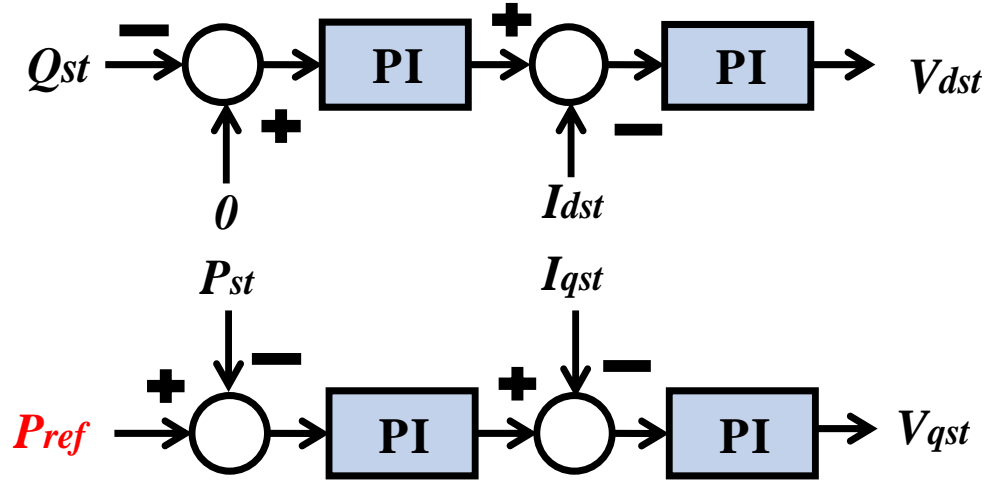 − + 
Qst PI PI Vdst
+ −
0 Idst
Pst Iqst
+ − + −
Pref PI PI Vqst